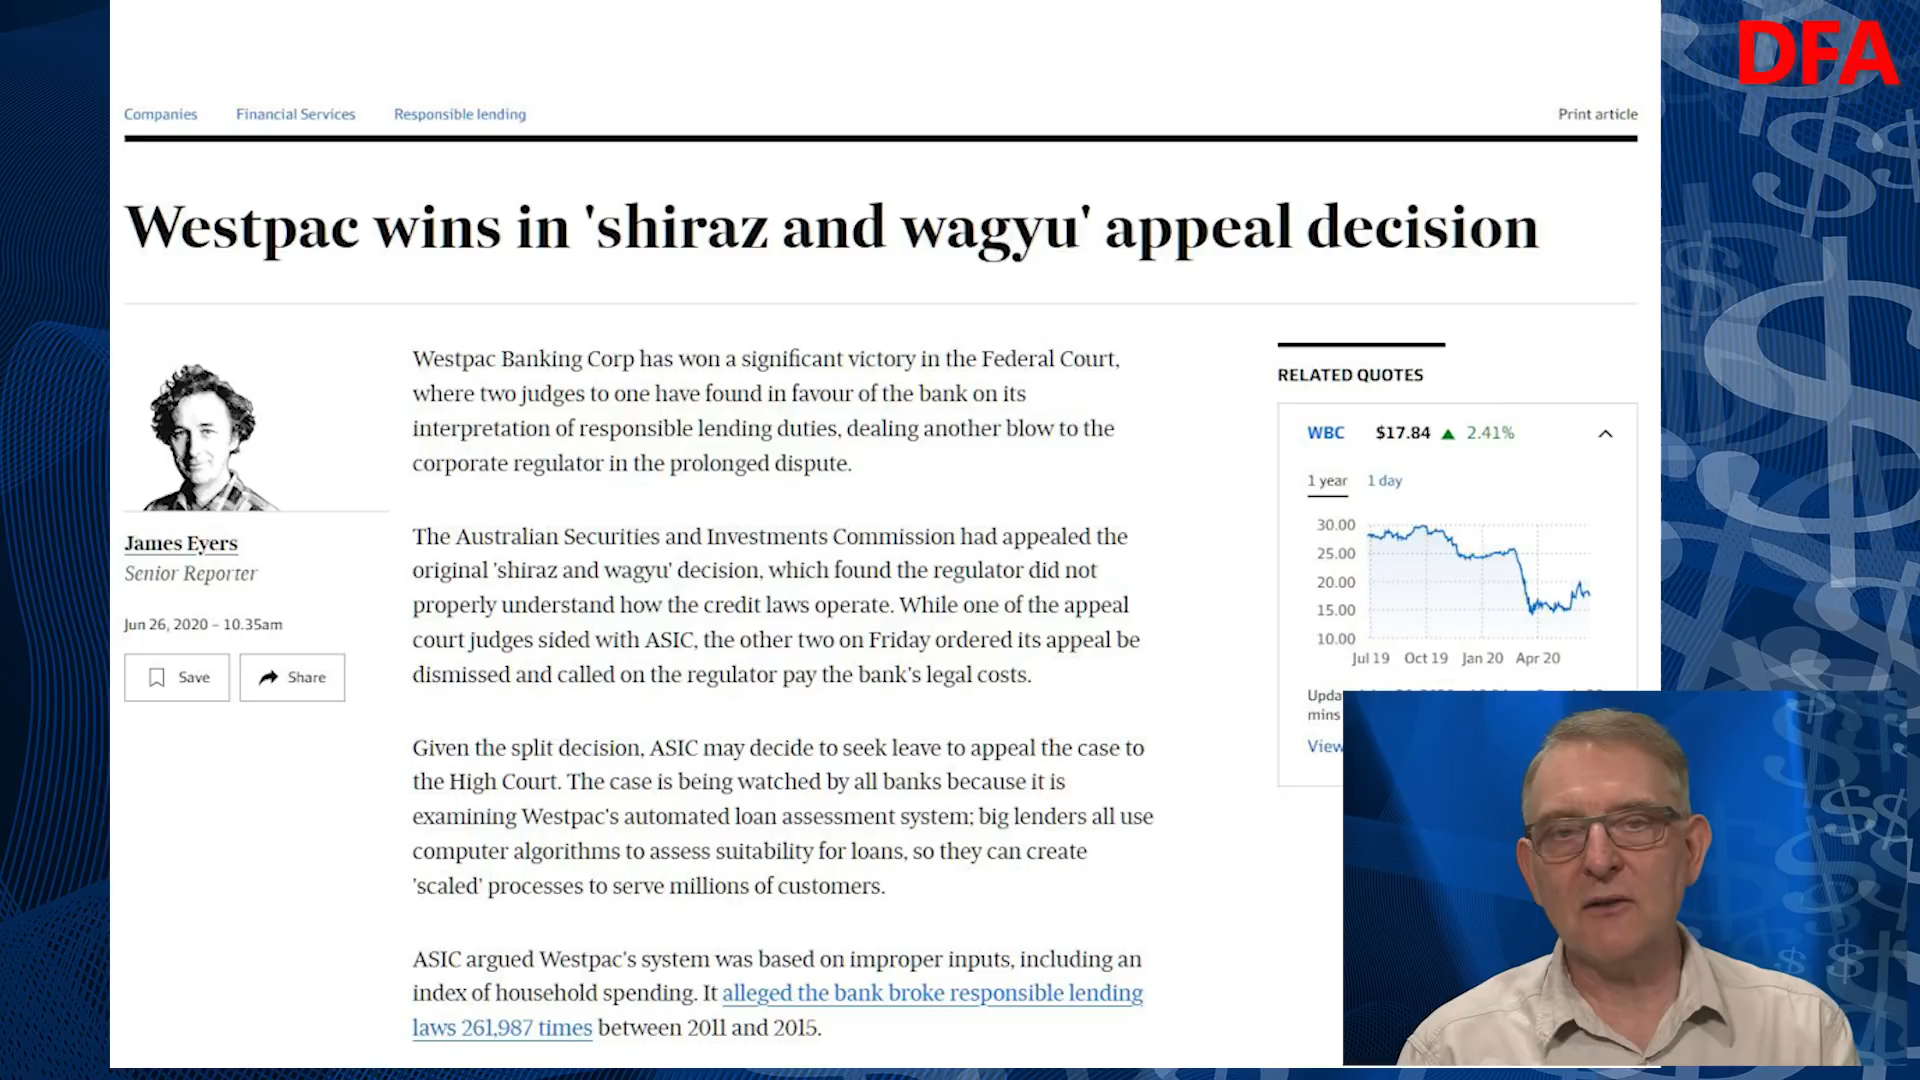 DFA
Companies Financial Services Responsible lending Print article
Westpac wins in 'shiraz and wagyu' appeal decision
James Eyers
Senior Reporter
Jun 26, 2020 – 10.35am
Save Share
Westpac Banking Corp has won a significant victory in the Federal Court,
where two judges to one have found in favour of the bank on its
interpretation of responsible lending duties, dealing another blow to the
corporate regulator in the prolonged dispute.
The Australian Securities and Investments Commission had appealed the
original 'shiraz and wagyu' decision, which found the regulator did not
properly understand how the credit laws operate. While one of the appeal
court judges sided with ASIC, the other two on Friday ordered its appeal be
dismissed and called on the regulator pay the bank's legal costs.
Given the split decision, ASIC may decide to seek leave to appeal the case to
the High Court. The case is being watched by all banks because it is
examining Westpac's automated loan assessment system; big lenders all use
computer algorithms to assess suitability for loans, so they can create
'scaled' processes to serve millions of customers.
ASIC argued Westpac's system was based on improper inputs, including an
index of household spending. It alleged the bank broke responsible lending
laws 261,987 times between 2011 and 2015.
RELATED QUOTES
WBC $17.84 ▲ 2.41%
1 year 1 day
30.00
25.00
20.00
15.00
10.00
Jul 19 Oct 19 Jan 20 Apr 20
mins
View